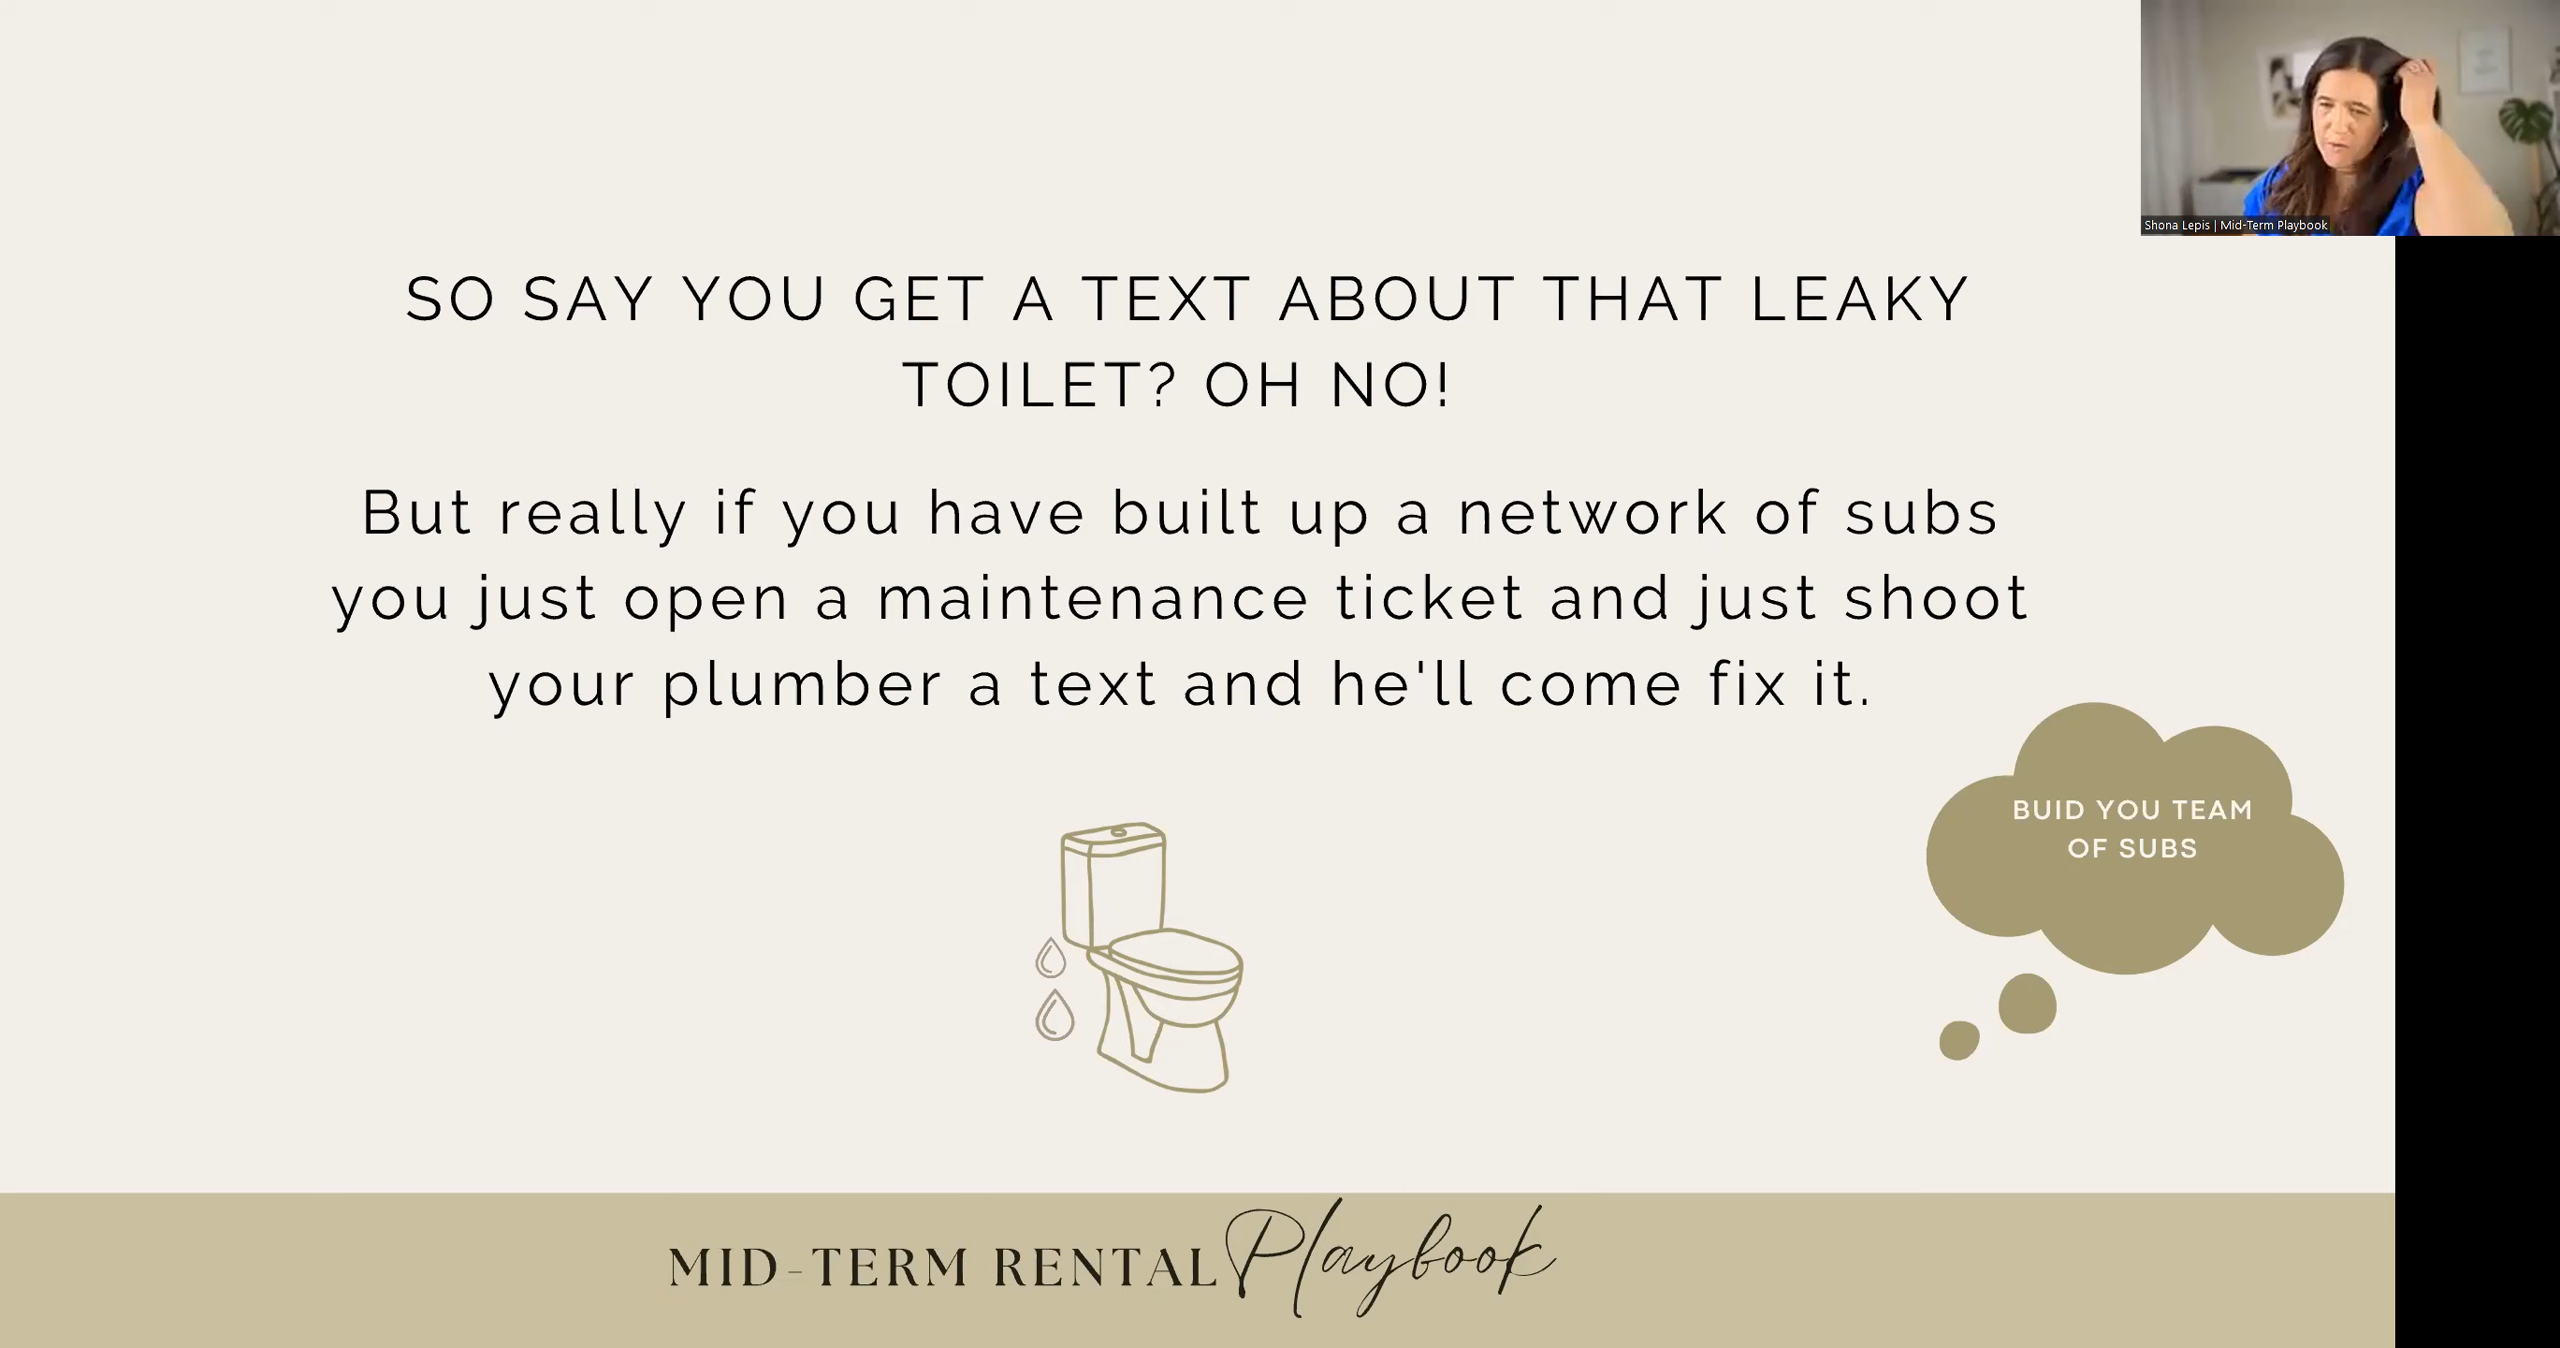 Shona Lepis | Mid-Term Playbook
SO SAY YOU GET A TEXT ABOUT THAT LEAKY
TOILET? OH NO!
But really if you have built up a network of subs
you just open a maintenance ticket and just shoot
your plumber a text and he'll come fix it.
BUID YOU TEAM
OF SUBS
MID-TERM RENTAL Playbook